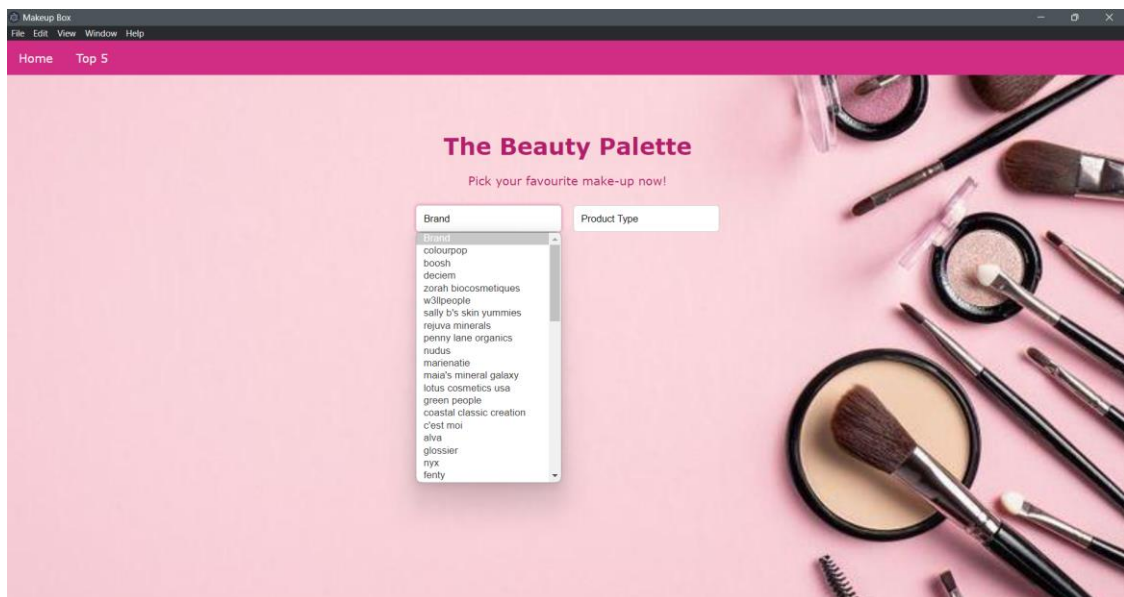 Makeup Box
File Edit View Window Help
Home Top 5
The Beauty Palette
Pick your favourite make-up now!
Brand Product Type
Brand
colourpop
boosh
deciem
zorah biocosmetiques
w3llpeople
sally b's skin yummies
rejuva minerals
penny lane organics
nudus
marienatie
maia's mineral galaxy
lotus cosmetics usa
green people
coastal classic creation
c'est moi
alva
glossier
nyx
fenty